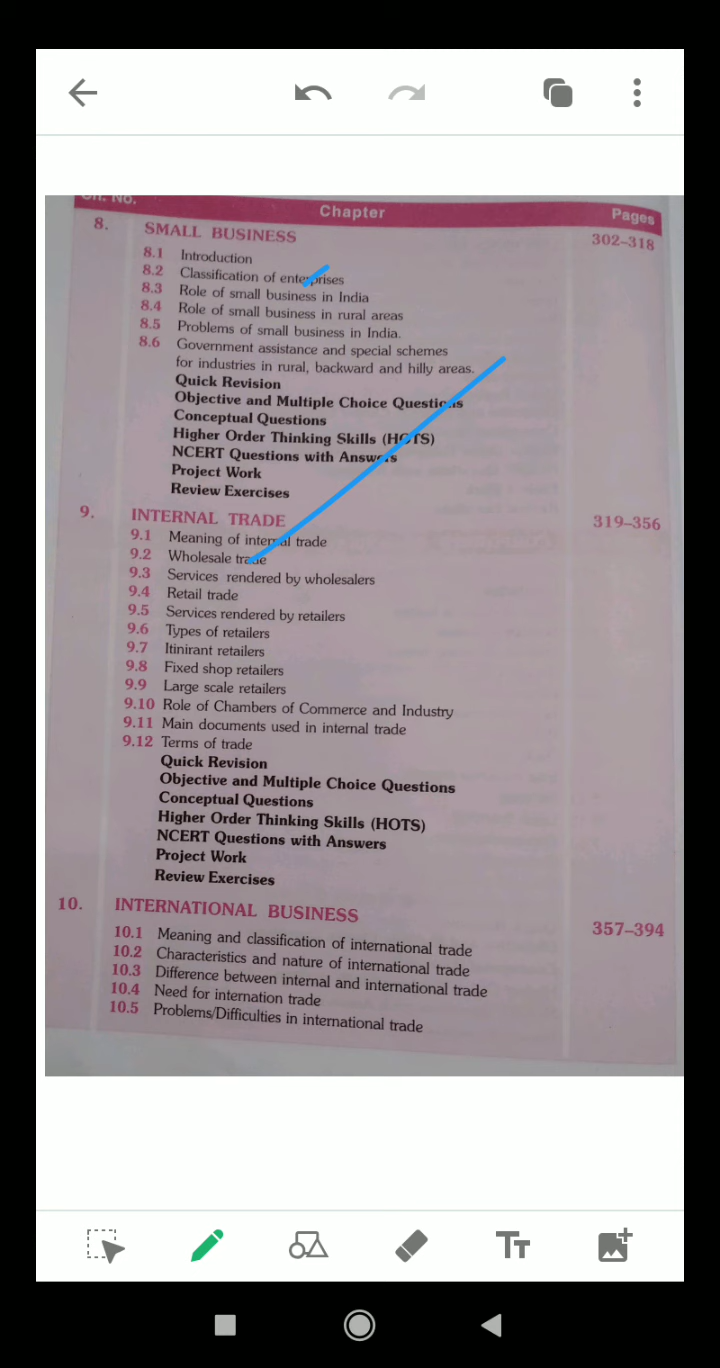 Ch. No. Chapter Pages
8. SMALL BUSINESS 302–318
8.1 Introduction
8.2 Classification of enterprises
8.3 Role of small business in India
8.4 Role of small business in rural areas
8.5 Problems of small business in India.
8.6 Government assistance and special schemes
for industries in rural, backward and hilly areas.
Quick Revision
Objective and Multiple Choice Questions
Conceptual Questions
Higher Order Thinking Skills (HOTS)
NCERT Questions with Answers
Project Work
Review Exercises
9. INTERNAL TRADE 319–356
9.1 Meaning of internal trade
9.2 Wholesale trade
9.3 Services rendered by wholesalers
9.4 Retail trade
9.5 Services rendered by retailers
9.6 Types of retailers
9.7 Itinirant retailers
9.8 Fixed shop retailers
9.9 Large scale retailers
9.10 Role of Chambers of Commerce and Industry
9.11 Main documents used in internal trade
9.12 Terms of trade
Quick Revision
Objective and Multiple Choice Questions
Conceptual Questions
Higher Order Thinking Skills (HOTS)
NCERT Questions with Answers
Project Work
Review Exercises
10. INTERNATIONAL BUSINESS 357–394
10.1 Meaning and classification of international trade
10.2 Characteristics and nature of international trade
10.3 Difference between internal and international trade
10.4 Need for internation trade
10.5 Problems/Difficulties in international trade
Tт